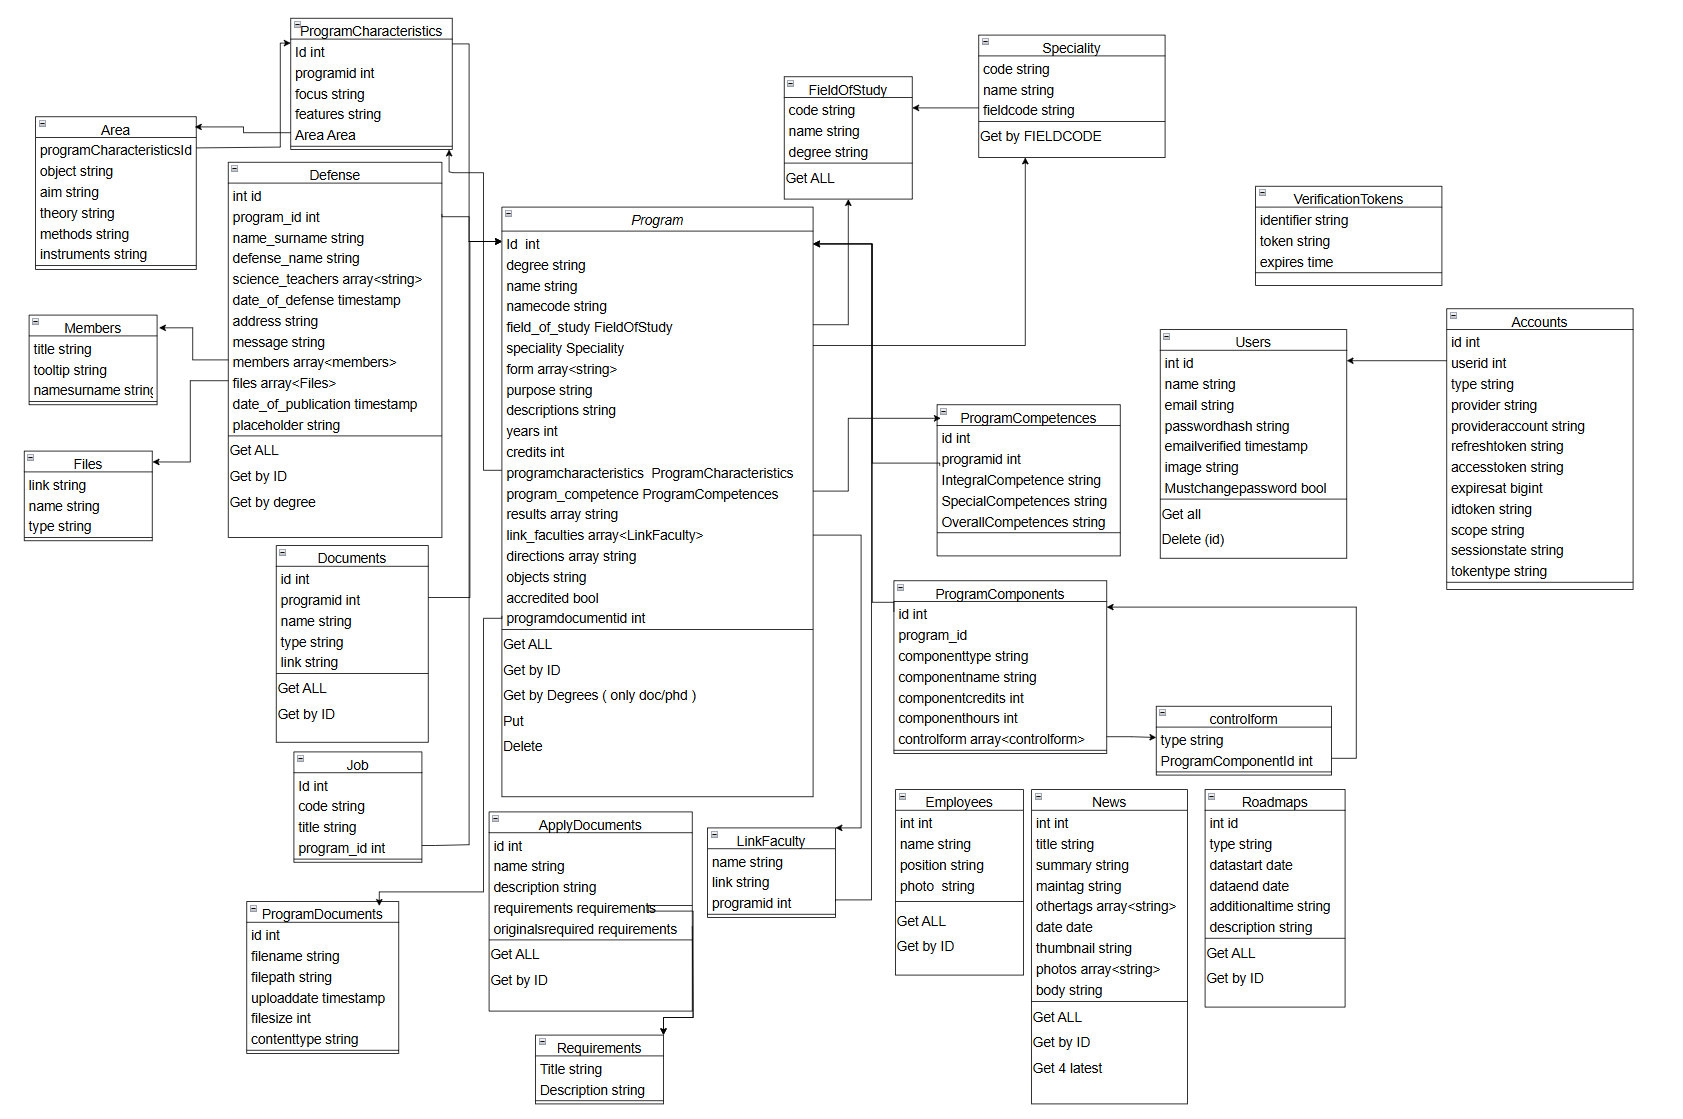 ProgramCharacteristics
Id int
programid int
focus string
features string
Area Area
Area
programCharacteristicsId
object string
aim string
theory string
methods string
instruments string
Defense
int id
program_id int
name_surname string
defense_name string
science_teachers array<string>
date_of_defense timestamp
address string
message string
members array<members>
files array<Files>
date_of_publication timestamp
placeholder string
Get ALL
Get by ID
Get by degree
Members
title string
tooltip string
namesurname string
Files
link string
name string
type string
Documents
id int
programid int
name string
type string
link string
Get ALL
Get by ID
Job
Id int
code string
title string
program_id int
ProgramDocuments
id int
filename string
filepath string
uploaddate timestamp
filesize int
contenttype string
Program
Id int
degree string
name string
namecode string
field_of_study FieldOfStudy
speciality Speciality
form array<string>
purpose string
descriptions string
years int
credits int
programcharacteristics ProgramCharacteristics
program_competence ProgramCompetences
results array string
link_faculties array<LinkFaculty>
directions array string
objects string
accredited bool
programdocumentid int
Get ALL
Get by ID
Get by Degrees ( only doc/phd )
Put
Delete
ApplyDocuments
id int
name string
description string
requirements requirements
originalsrequired requirements
Get ALL
Get by ID
Requirements
Title string
Description string
LinkFaculty
name string
link string
programid int
FieldOfStudy
code string
name string
degree string
Get ALL
Speciality
code string
name string
fieldcode string
Get by FIELDCODE
ProgramCompetences
id int
programid int
IntegralCompetence string
SpecialCompetences string
OverallCompetences string
ProgramComponents
id int
program_id
componenttype string
componentname string
componentcredits int
componenthours int
controlform array<controlform>
controlform
type string
ProgramComponentId int
VerificationTokens
identifier string
token string
expires time
Users
int id
name string
email string
passwordhash string
emailverified timestamp
image string
Mustchangepassword bool
Get all
Delete (id)
Accounts
id int
userid int
type string
provider string
provideraccount string
refreshtoken string
accesstoken string
expiresat bigint
idtoken string
scope string
sessionstate string
tokentype string
Employees
int int
name string
position string
photo string
Get ALL
Get by ID
News
int int
title string
summary string
maintag string
othertags array<string>
date date
thumbnail string
photos array<string>
body string
Get ALL
Get by ID
Get 4 latest
Roadmaps
int id
type string
datastart date
dataend date
additionaltime string
description string
Get ALL
Get by ID